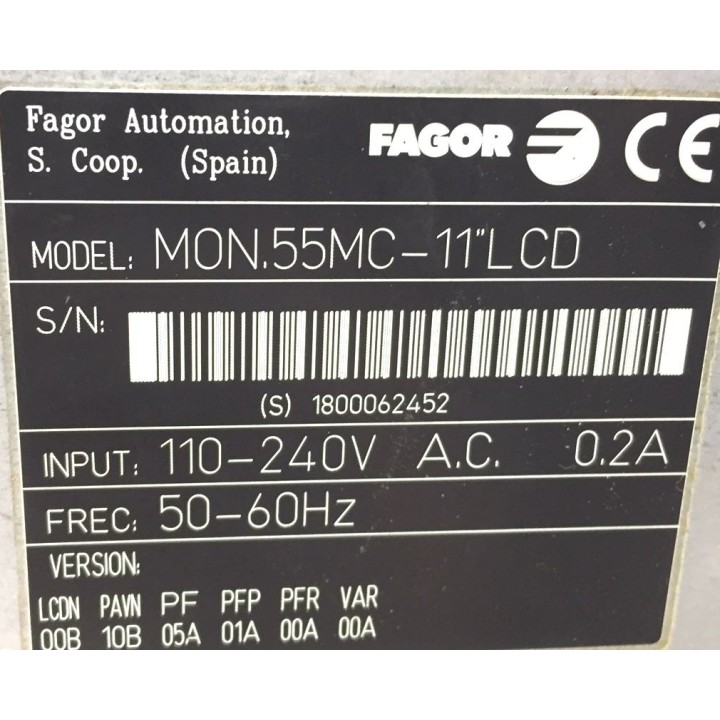 Fagor Automation,
S. Coop. (Spain)
FAGOR CE
MODEL: MON.55MC-11"LCD
S/N:
(S) 1800062452
INPUT: 110-240V A.C. 0.2A
FREC: 50-60Hz
VERSION:
LCDN PAVN PF PFP PFR VAR
00B 10B 05A 01A 00A 00A